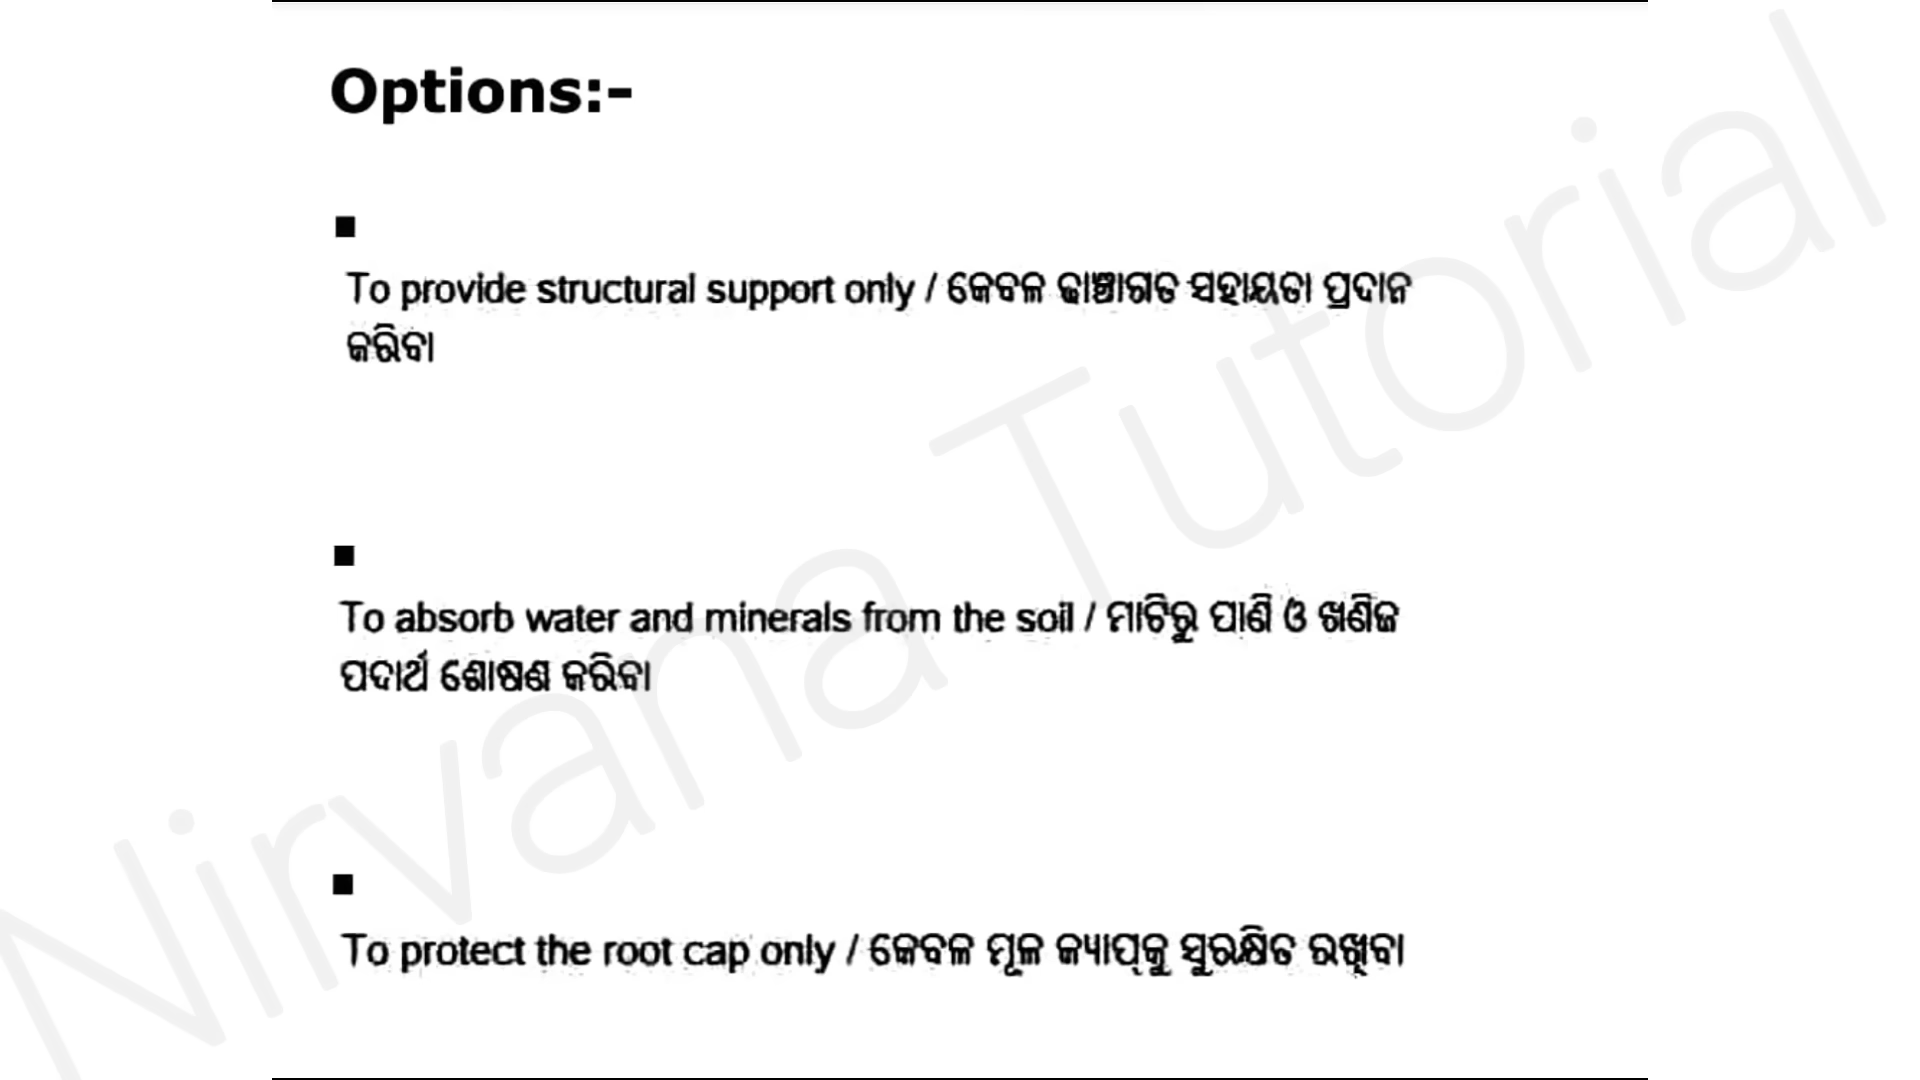 Options:-
To provide structural support only / କେବଳ ଢାଞ୍ଚାଗତ ସହାୟତା ପ୍ରଦାନ
କରିବା
To absorb water and minerals from the soil / ମାଟିରୁ ପାଣି ଓ ଖଣିଜ
ପଦାର୍ଥ ଶୋଷଣ କରିବା
To protect the root cap only / କେବଳ ମୂଳ କ୍ୟାପ୍‌କୁ ସୁରକ୍ଷିତ ରଖିବା
Nirvana Tutorial